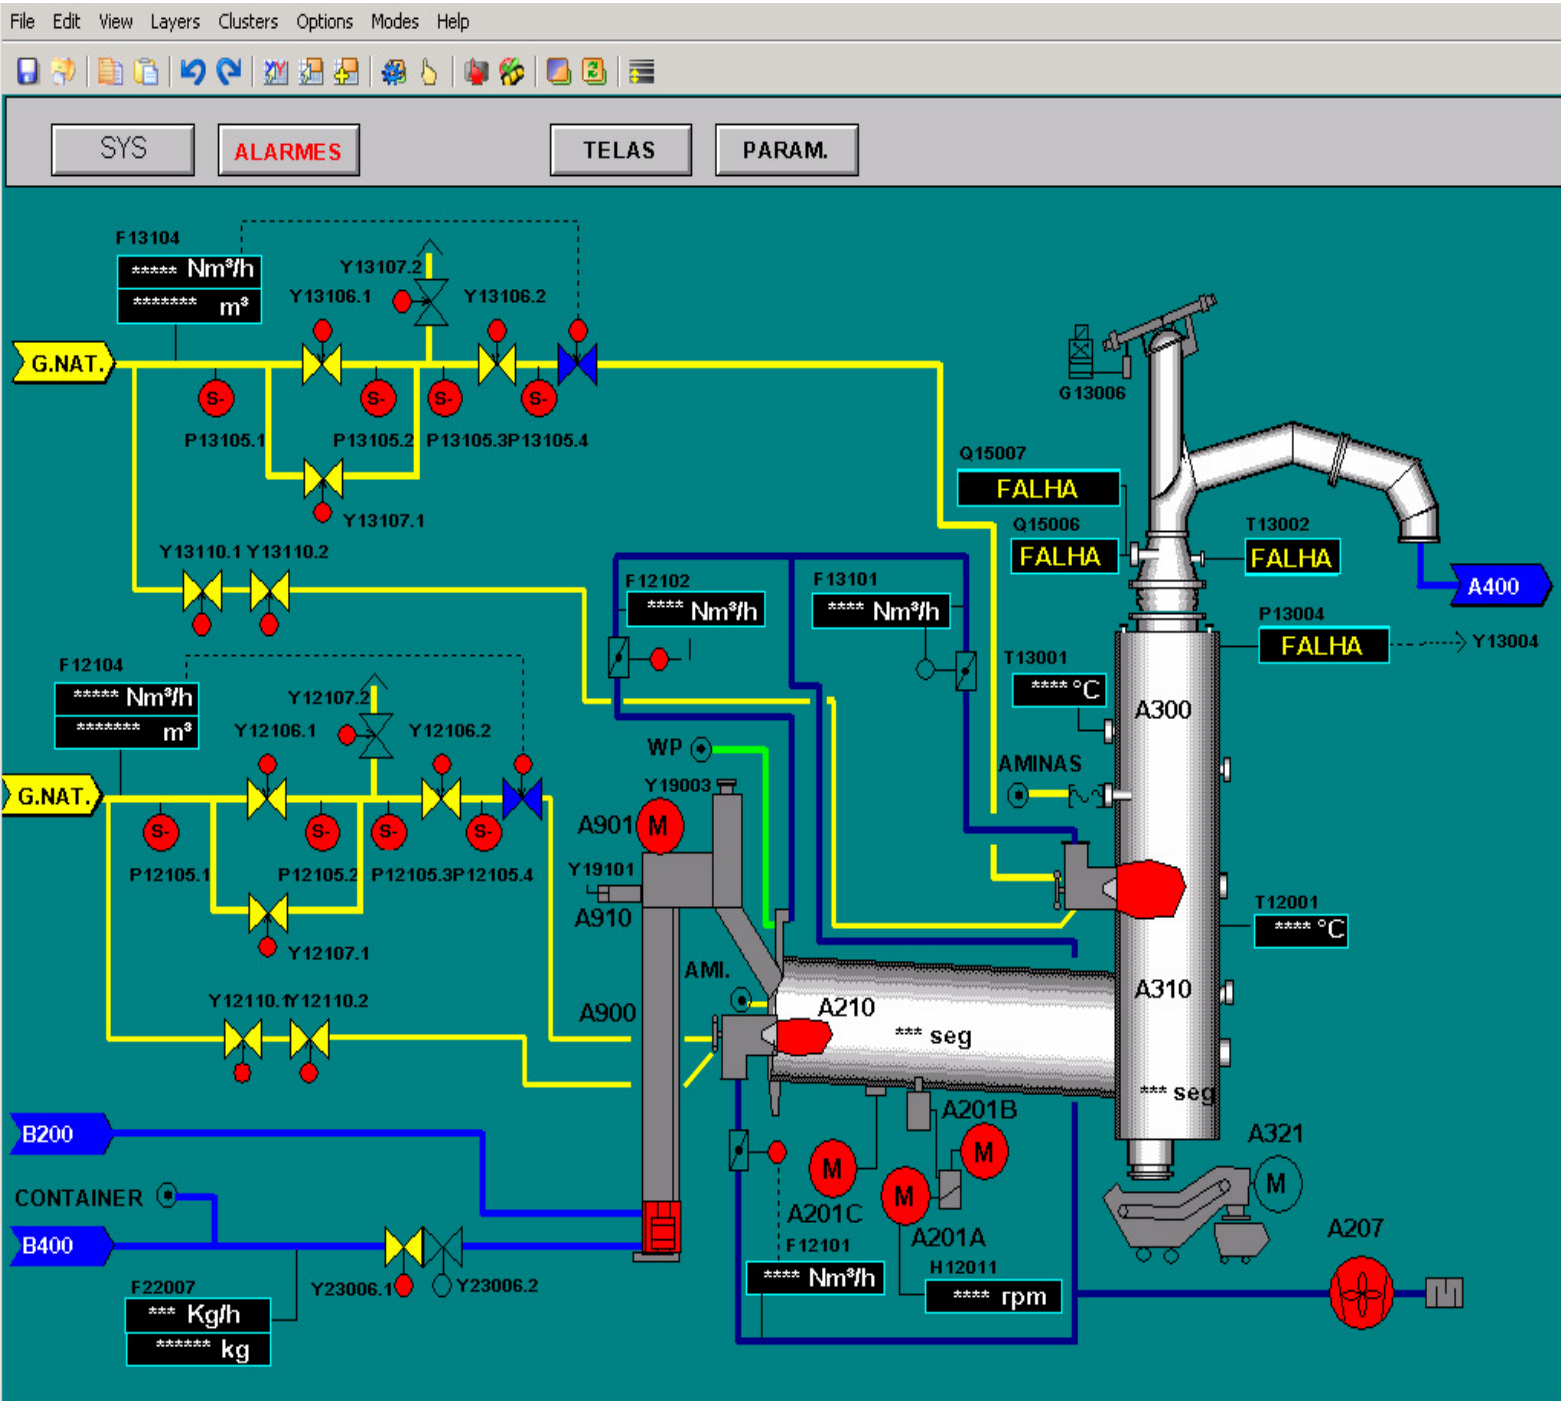 File Edit View Layers Clusters Options Modes Help
SYS
ALARMES
TELAS
PARAM.
F13104
***** Nm³/h
******* m³
Y13107.2
Y13106.1
Y13106.2
G.NAT.
S-
S-
S-
S-
P13105.1
P13105.2
P13105.3
P13105.4
Y13107.1
Y13110.1
Y13110.2
G13006
Q15007
FALHA
Q15006
FALHA
T13002
FALHA
A400
F12102
**** Nm³/h
F13101
**** Nm³/h
P13004
FALHA
Y13004
T13001
**** °C
A300
F12104
***** Nm³/h
******* m³
Y12107.2
Y12106.1
Y12106.2
WP
AMINAS
Y19003
G.NAT.
S-
S-
S-
S-
A901
M
P12105.1
P12105.2
P12105.3
P12105.4
Y19101
A910
T12001
**** °C
Y12107.1
AMI.
A310
Y12110.1
Y12110.2
A900
A210
*** seg
*** seg
A201B
M
A321
M
B200
M
M
CONTAINER
A201C
A201A
A207
B400
F12101
**** Nm³/h
H12011
**** rpm
F22007
*** Kg/h
****** kg
Y23006.1
Y23006.2